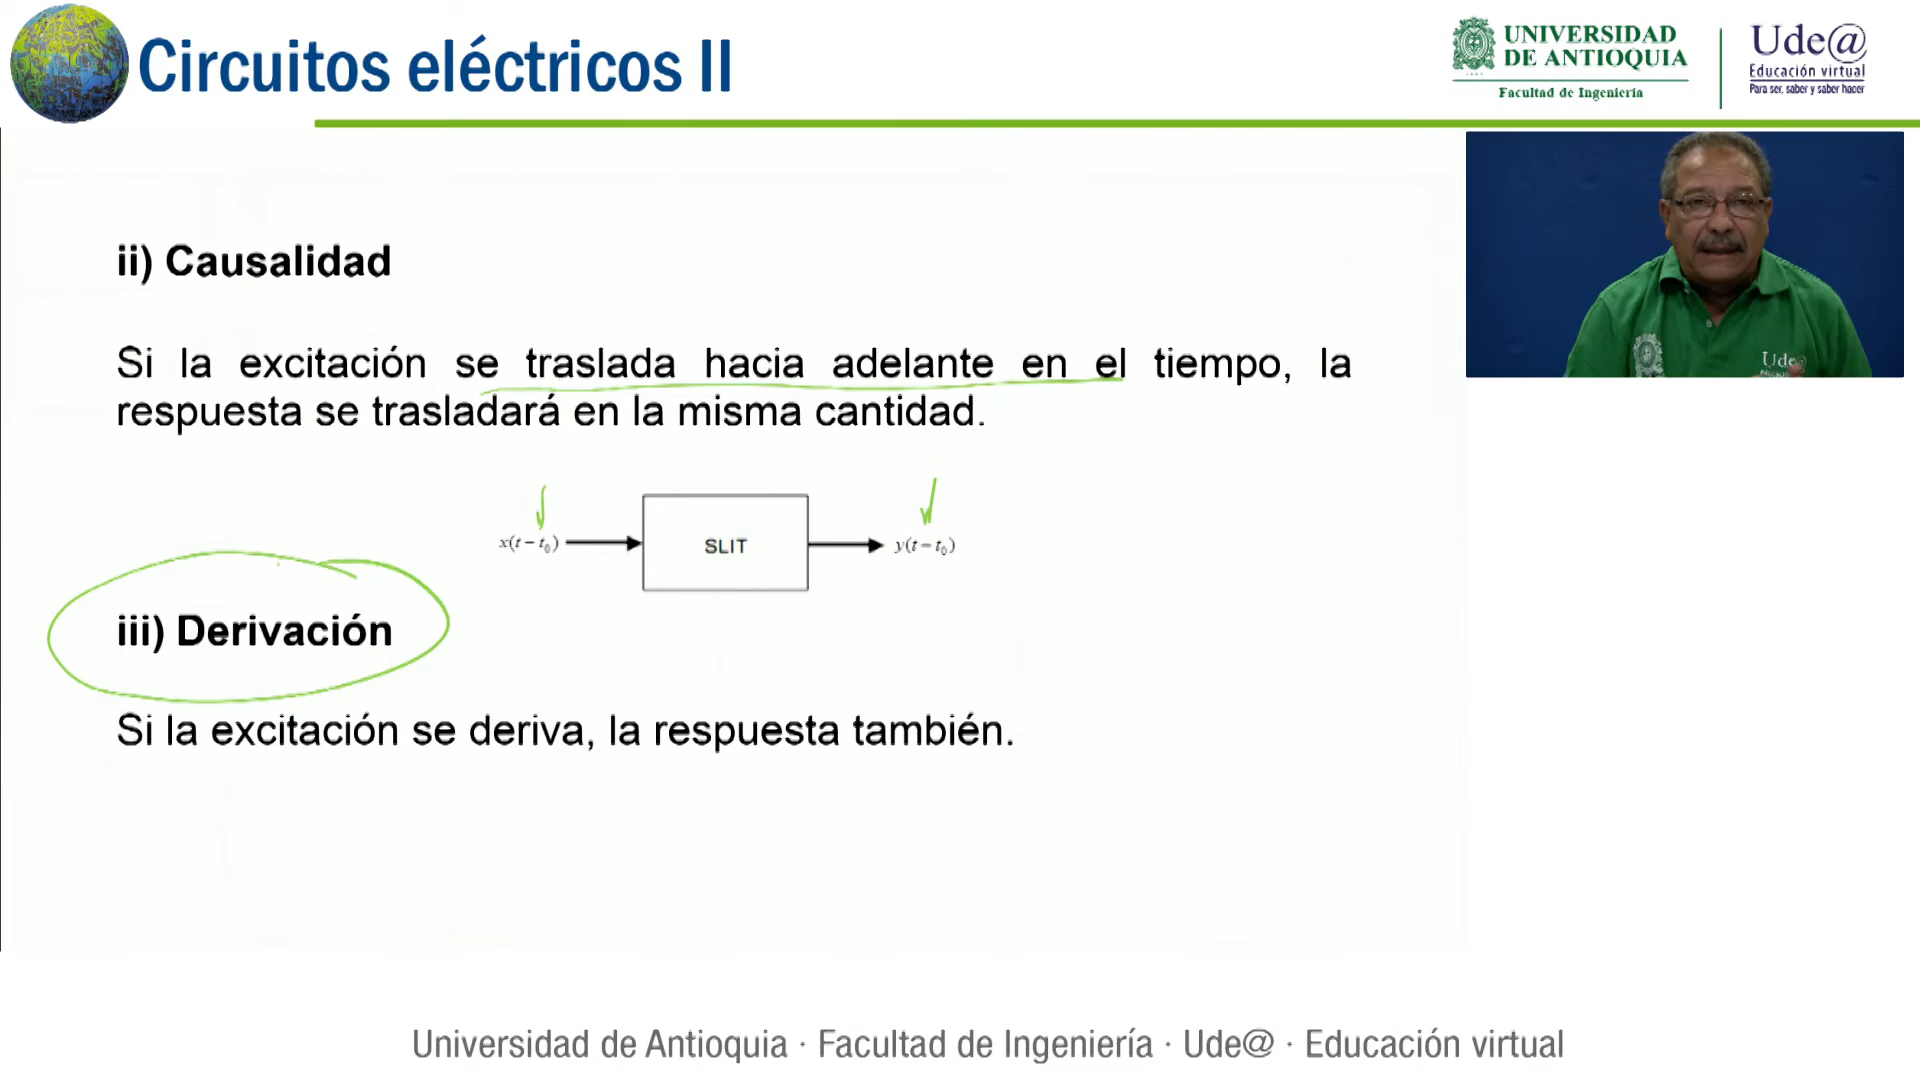 Circuitos eléctricos II
UNIVERSIDAD
DE ANTIOQUIA
Facultad de Ingeniería
Ude@
Educación virtual
Para ser, saber y saber hacer
ii) Causalidad
Si la excitación se traslada hacia adelante en el tiempo, la
respuesta se trasladará en la misma cantidad.
x(t – t₀)
SLIT
y(t – t₀)
iii) Derivación
Si la excitación se deriva, la respuesta también.
Ude@
Universidad de Antioquia · Facultad de Ingeniería · Ude@ · Educación virtual